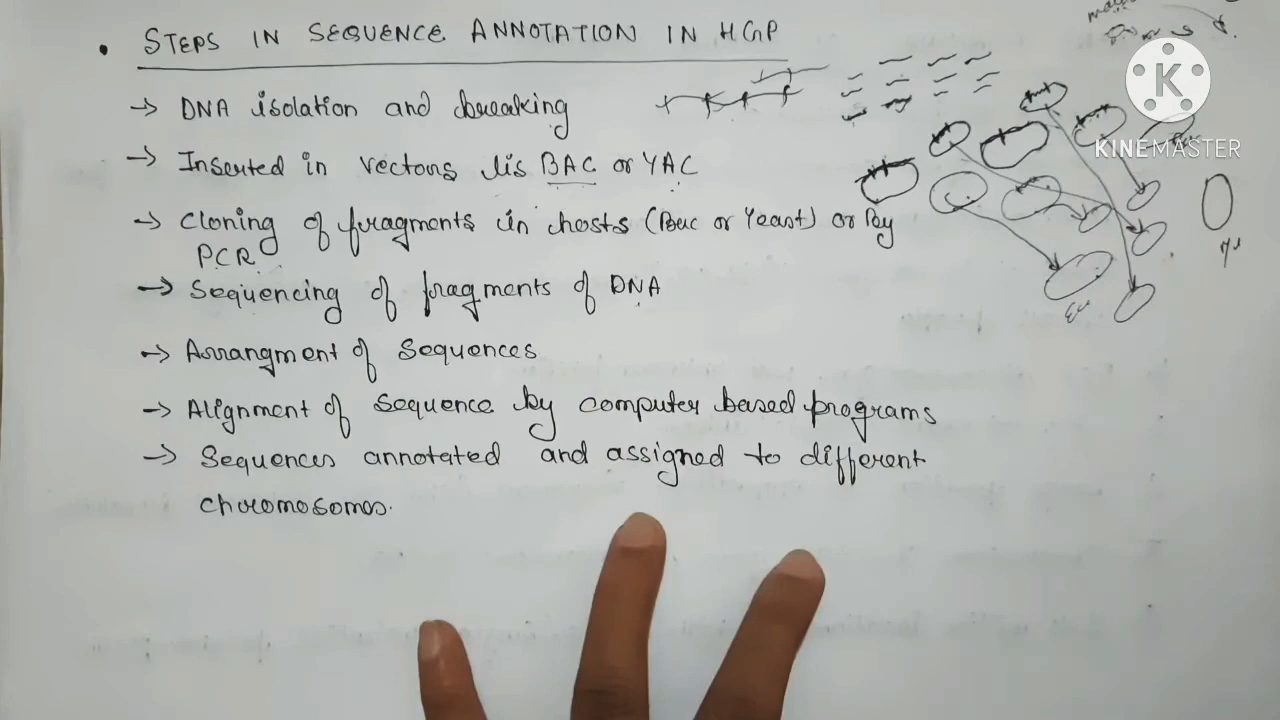 • STEPS IN SEQUENCE ANNOTATION IN HGP
→ DNA isolation and breaking
→ Inserted in vectors lis BAC or YAC
→ Cloning of fragments in hosts (Bac or Yeast) or By
PCR
→ Sequencing of fragments of DNA
→ Arrangment of sequences
→ Alignment of sequence by computer based programs
→ Sequences annotated and assigned to different
chromosomes.
K
KINEMASTER